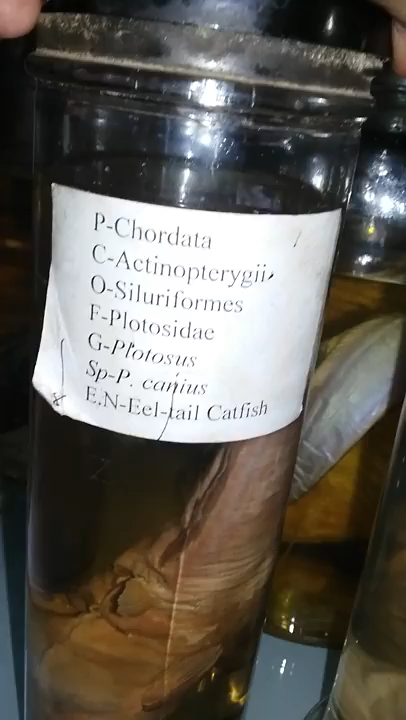 P-Chordata
C-Actinopterygii
O-Siluriformes
F-Plotosidae
G-Plotosus
Sp-P. canius
E.N-Eel-tail Catfish